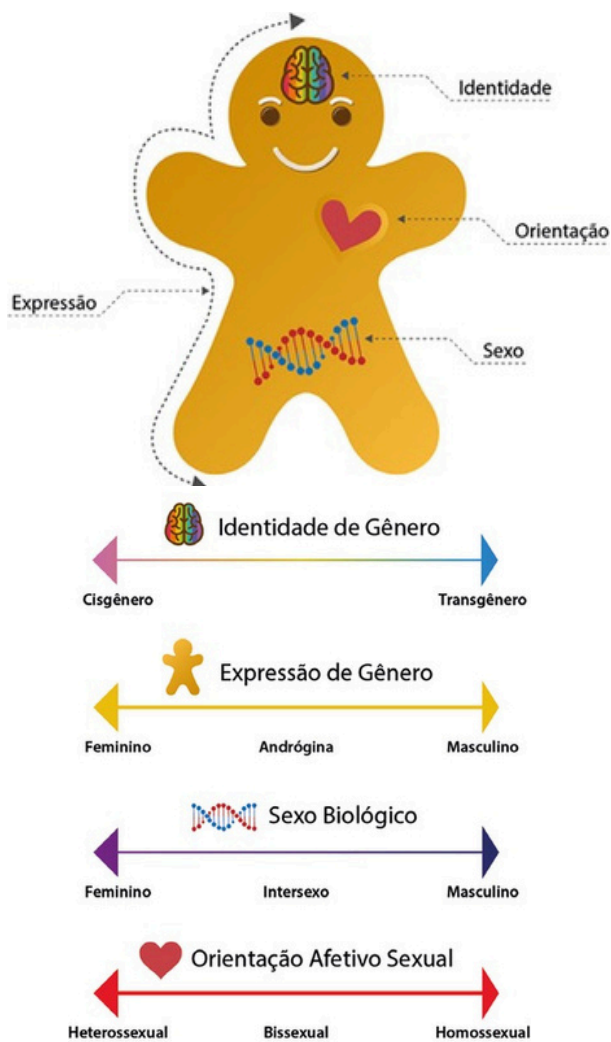 Identidade
Orientação
Expressão
Sexo
Identidade de Gênero
Cisgênero Transgênero
Expressão de Gênero
Feminino Andrógina Masculino
Sexo Biológico
Feminino Intersexo Masculino
Orientação Afetivo Sexual
Heterossexual Bissexual Homossexual